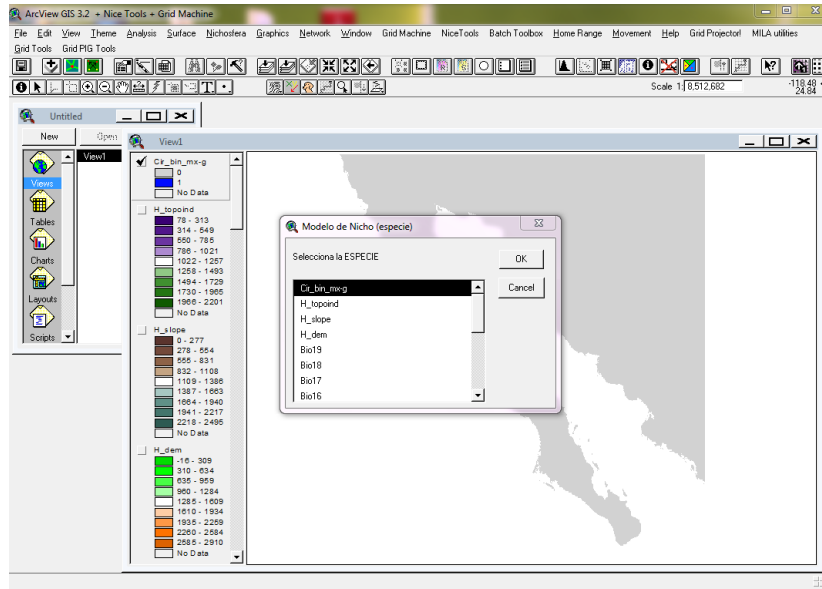 ArcView GIS 3.2 + Nice Tools + Grid Machine
File Edit View Theme Analysis Surface Nichosfera Graphics Network Window Grid Machine NiceTools Batch Toolbox Home Range Movement Help Grid Projector! MILA utilities
Grid Tools Grid PIG Tools
Scale 1: 8,512,682
-118.48
24.84
Untitled
New Open
Views
Tables
Charts
Layouts
Scripts
View1
View1
Cir_bin_mx-g
0
1
No Data
H_topoind
78 - 313
314 - 549
550 - 785
786 - 1021
1022 - 1257
1258 - 1493
1494 - 1729
1730 - 1965
1966 - 2201
No Data
H_slope
0 - 277
278 - 554
555 - 831
832 - 1108
1109 - 1386
1387 - 1663
1664 - 1940
1941 - 2217
2218 - 2495
No Data
H_dem
-16 - 309
310 - 634
635 - 959
960 - 1284
1285 - 1609
1610 - 1934
1935 - 2259
2260 - 2584
2585 - 2910
No Data
Modelo de Nicho (especie)
Selecciona la ESPECIE
OK
Cancel
Cir_bin_mx-g
H_topoind
H_slope
H_dem
Bio19
Bio18
Bio17
Bio16